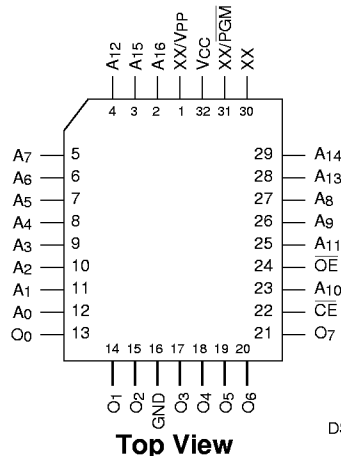 A12 A15 A16 XX/VPP VCC XX/PGM XX
4 3 2 1 32 31 30
A7 5 29 A14
A6 6 28 A13
A5 7 27 A8
A4 8 26 A9
A3 9 25 A11
A2 10 24 OE
A1 11 23 A10
A0 12 22 CE
O0 13 21 O7
14 15 16 17 18 19 20
O1 O2 GND O3 O4 O5 O6
Top View